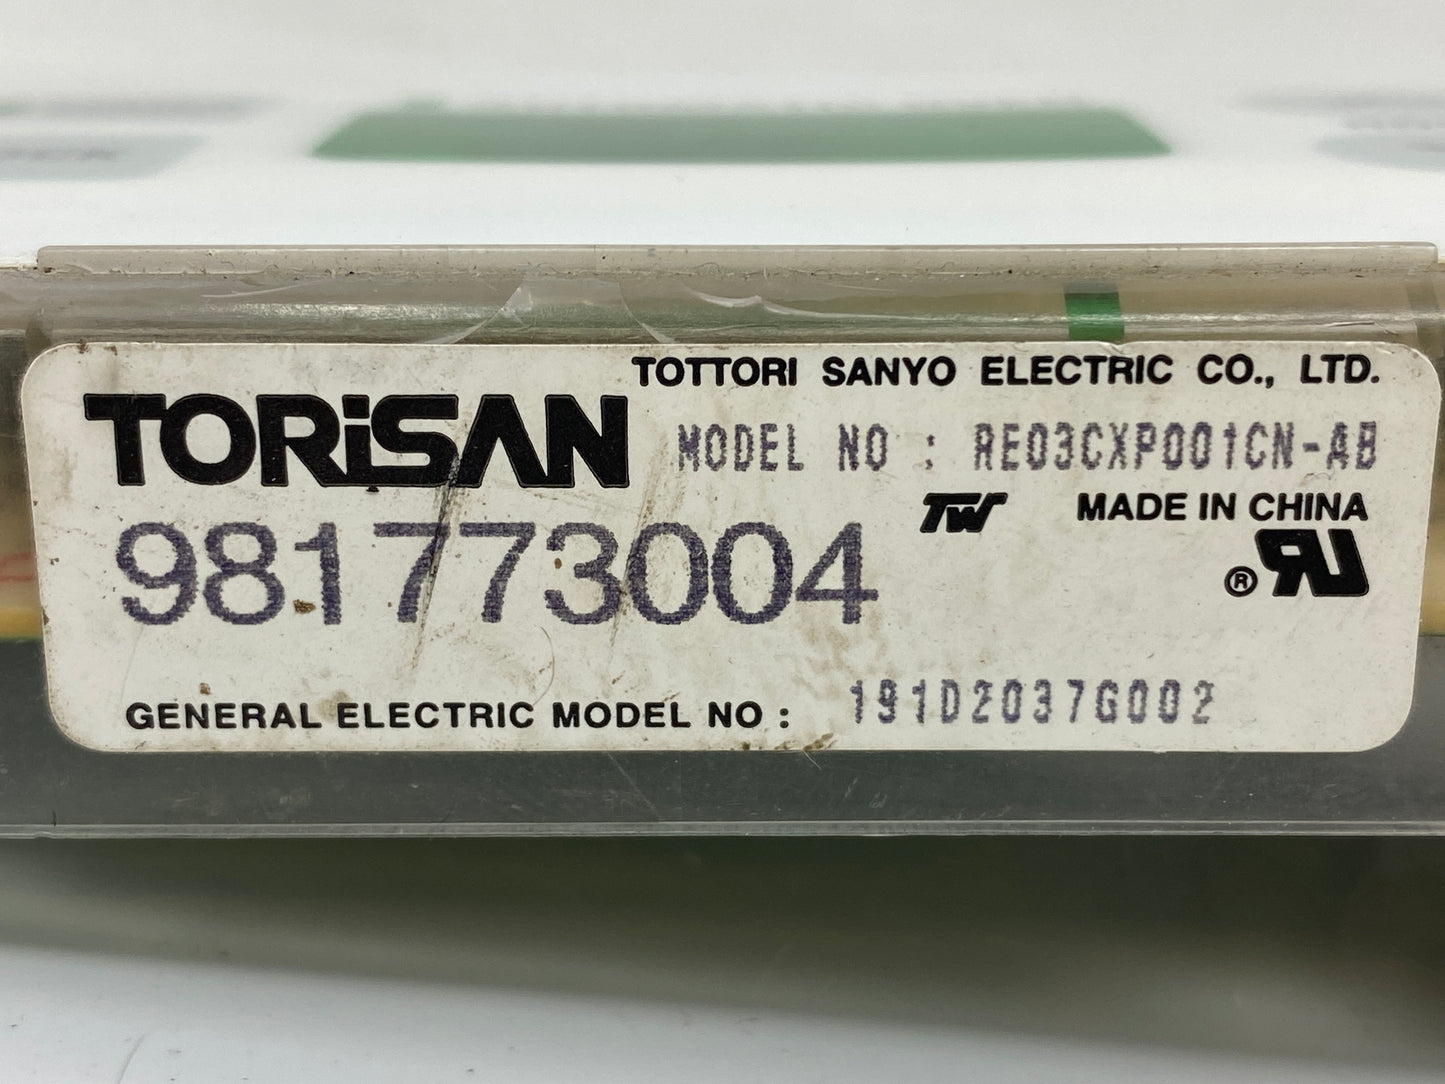 TOTTORI SANYO ELECTRIC CO., LTD.
TORiSAN
MODEL NO : RE03CXP001CN-AB
TW MADE IN CHINA
981773004
RU ®
GENERAL ELECTRIC MODEL NO : 191D2037G002